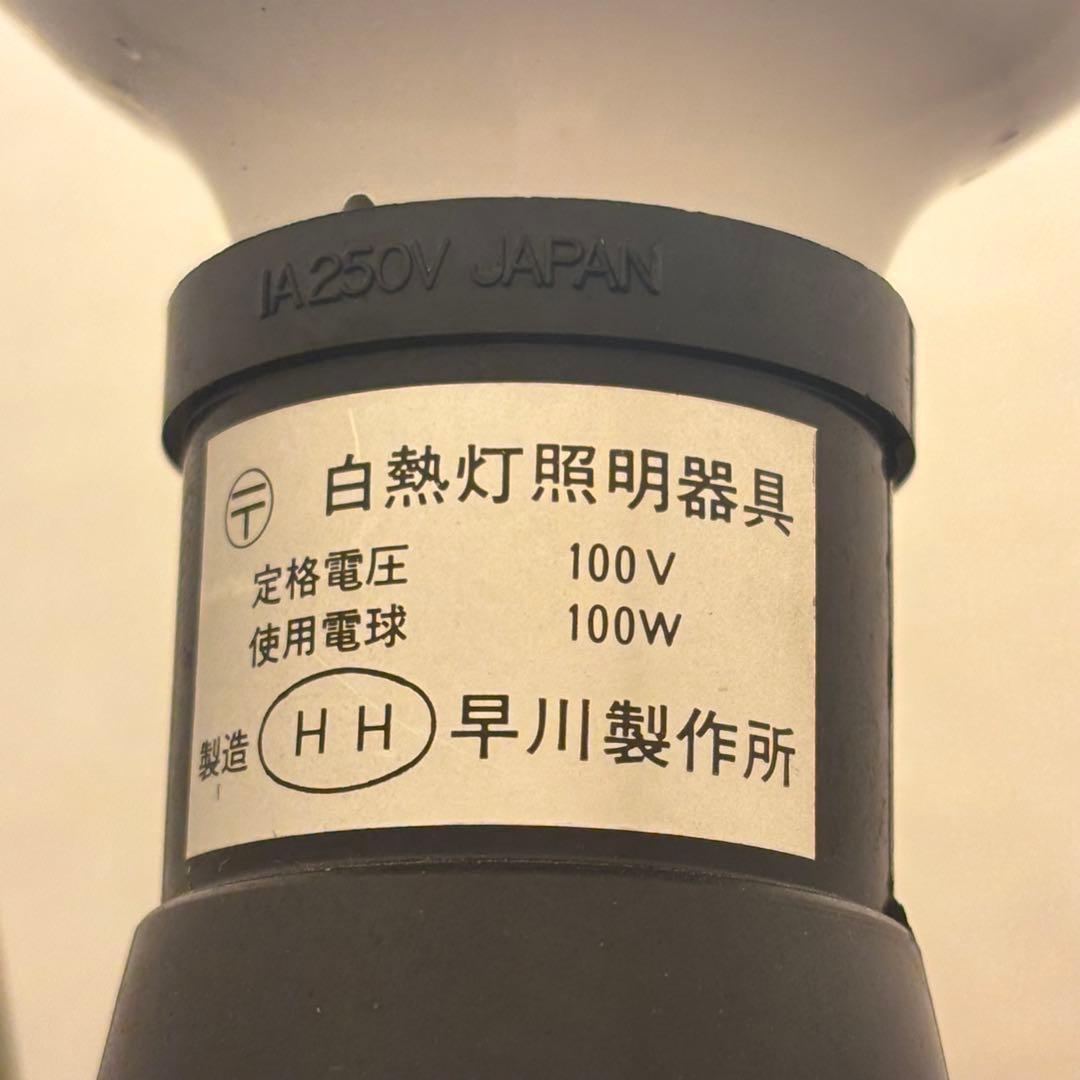 1A250V JAPAN
〒 白熱灯照明器具
定格電圧 100V
使用電球 100W
製造 HH 早川製作所